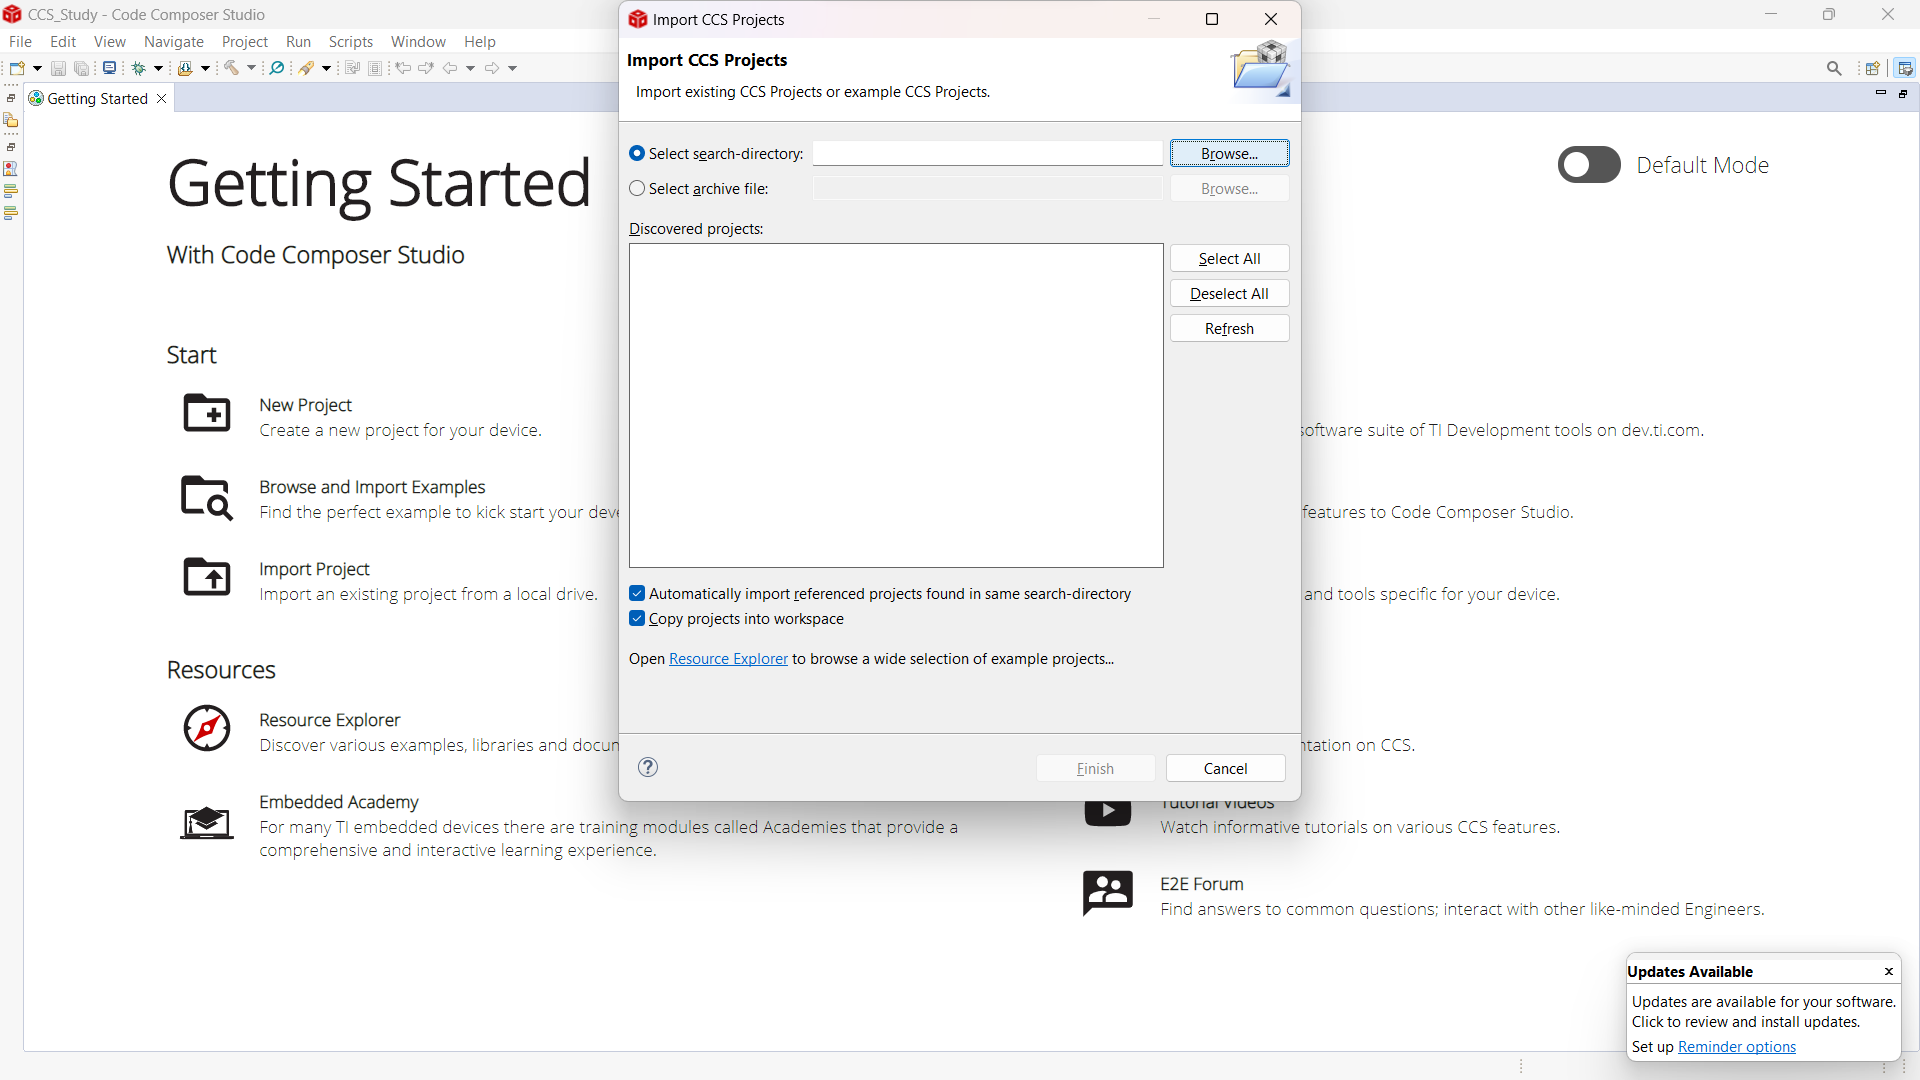 CCS_Study - Code Composer Studio
File Edit View Navigate Project Run Scripts Window Help
Getting Started
Getting Started
With Code Composer Studio
Default Mode
Start
New Project
Create a new project for your device.
Browse and Import Examples
Find the perfect example to kick start your
Import Project
Import an existing project from a local drive.
Resources
Resource Explorer
Discover various examples, libraries and
Embedded Academy
For many TI embedded devices there are training modules called Academies that provide a
comprehensive and interactive learning experience.
software suite of TI Development tools on dev.ti.com.
features to Code Composer Studio.
and tools specific for your device.
on CCS.
Tutorial Videos
Watch informative tutorials on various CCS features.
E2E Forum
Find answers to common questions; interact with other like-minded Engineers.
Import CCS Projects
Import CCS Projects
Import existing CCS Projects or example CCS Projects.
Select search-directory: Browse...
Select archive file: Browse...
Discovered projects:
Select All
Deselect All
Refresh
Automatically import referenced projects found in same search-directory
Copy projects into workspace
Open Resource Explorer to browse a wide selection of example projects...
? Finish Cancel
Updates Available
Updates are available for your software.
Click to review and install updates.
Set up Reminder options